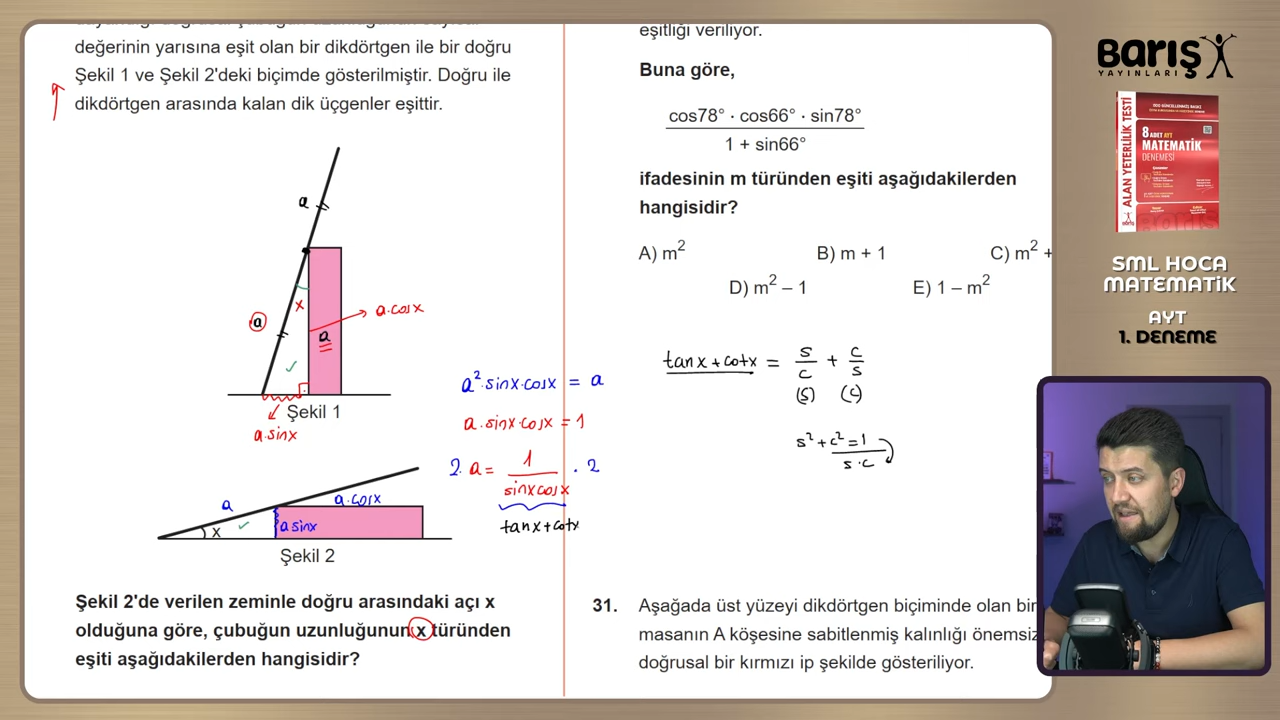 değerinin yarısına eşit olan bir dikdörtgen ile bir doğru
Şekil 1 ve Şekil 2'deki biçimde gösterilmiştir. Doğru ile
dikdörtgen arasında kalan dik üçgenler eşittir.
a
x
a
a
a.cosx
Şekil 1
a.sinx
a².sinx.cosx = a
a.sinx.cosx = 1
2. a = 1 / sinxcosx . 2
tanx+cotx
a
a.cosx
x
a sinx
Şekil 2
Şekil 2'de verilen zeminle doğru arasındaki açı x
olduğuna göre, çubuğun uzunluğunun x türünden
eşiti aşağıdakilerden hangisidir?
eşitliği veriliyor.
Buna göre,
cos78° · cos66° · sin78°
1 + sin66°
ifadesinin m türünden eşiti aşağıdakilerden
hangisidir?
A) m² B) m + 1 C) m² +
D) m² – 1 E) 1 – m²
tanx+cotx = s/c + c/s
(s) (c)
s² + c² = 1
s.c
31. Aşağada üst yüzeyi dikdörtgen biçiminde olan bir
masanın A köşesine sabitlenmiş kalınlığı önemsiz
doğrusal bir kırmızı ip şekilde gösteriliyor.
BARIŞ
YAYINLARI
ALAN YETERLİLİK TESTİ
8 ADET AYT
MATEMATİK
DENEMESİ
SML HOCA
MATEMATİK
AYT
1. DENEME